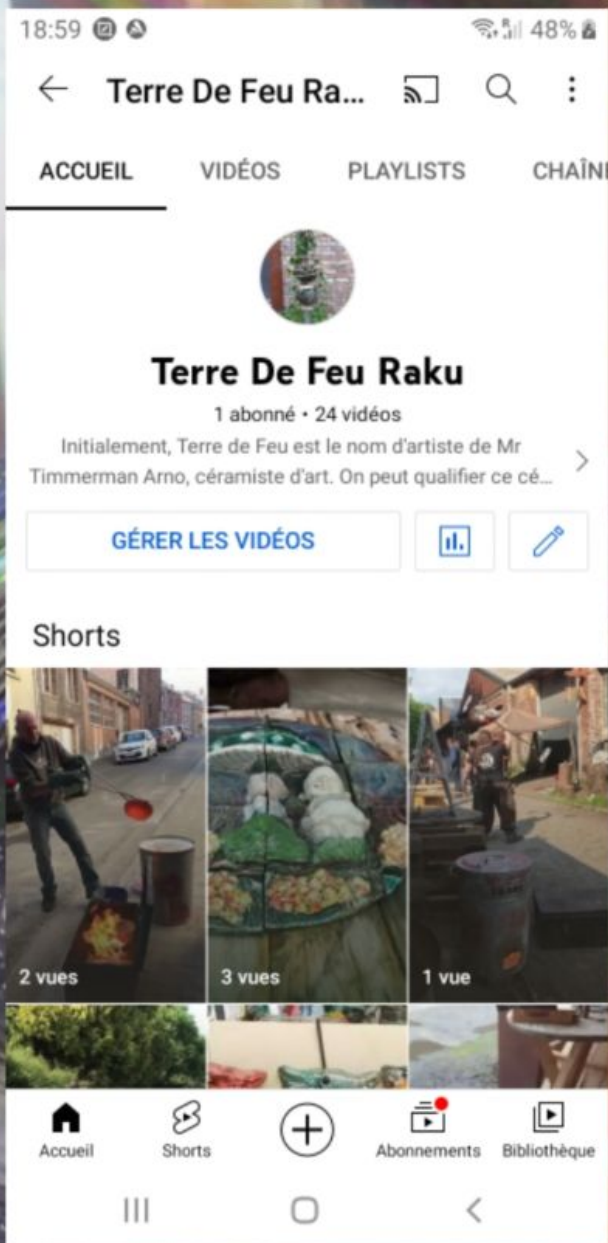 18:59 48%
Terre De Feu Ra...
ACCUEIL VIDÉOS PLAYLISTS CHAÎN
Terre De Feu Raku
1 abonné • 24 vidéos
Initialement, Terre de Feu est le nom d'artiste de Mr
Timmerman Arno, céramiste d'art. On peut qualifier ce cé...
GÉRER LES VIDÉOS
Shorts
2 vues 3 vues 1 vue
Accueil Shorts Abonnements Bibliothèque